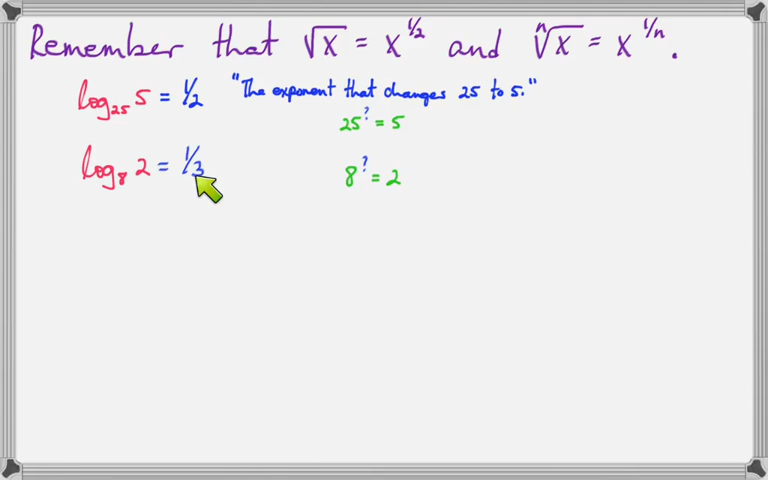 Remember that √x = x^1/2 and ⁿ√x = x^1/n.
log₂₅ 5 = 1/2 "The exponent that changes 25 to 5."
25^? = 5
log₈ 2 = 1/3 8^? = 2